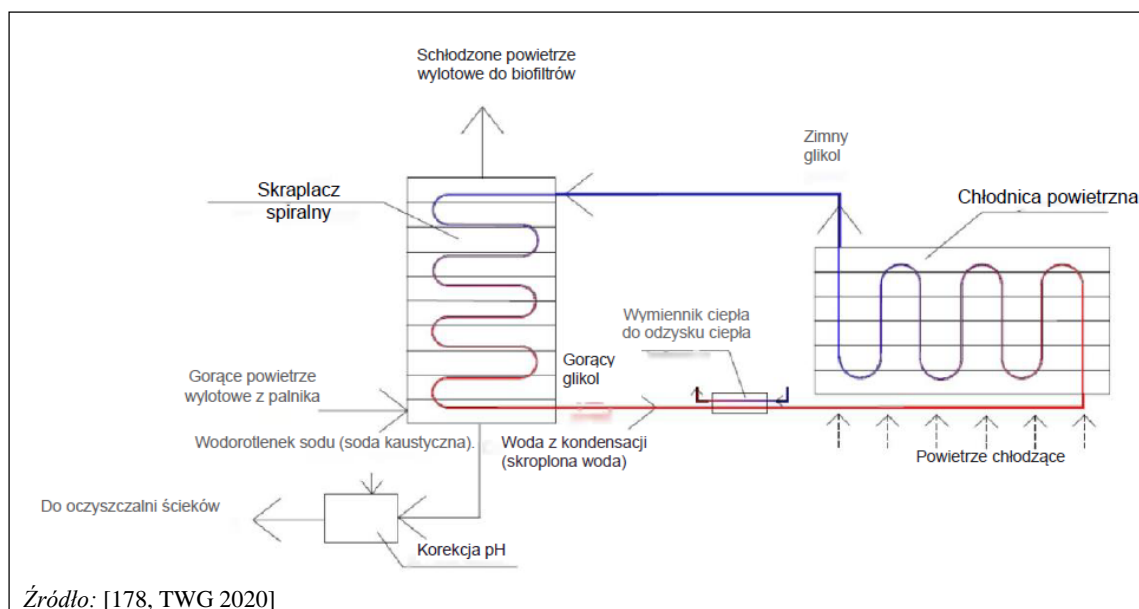 Schłodzone powietrze
wylotowe do biofiltrów
Zimny
glikol
Skraplacz
spiralny
Chłodnica powietrzna
Wymiennik ciepła
do odzysku ciepła
Gorący
glikol
Gorące powietrze
wylotowe z palnika
Wodorotlenek sodu (soda kaustyczna).
Woda z kondensacji
(skroplona woda)
Powietrze chłodzące
Do oczyszczalni ścieków
Korekcja pH
Źródło: [178, TWG 2020]